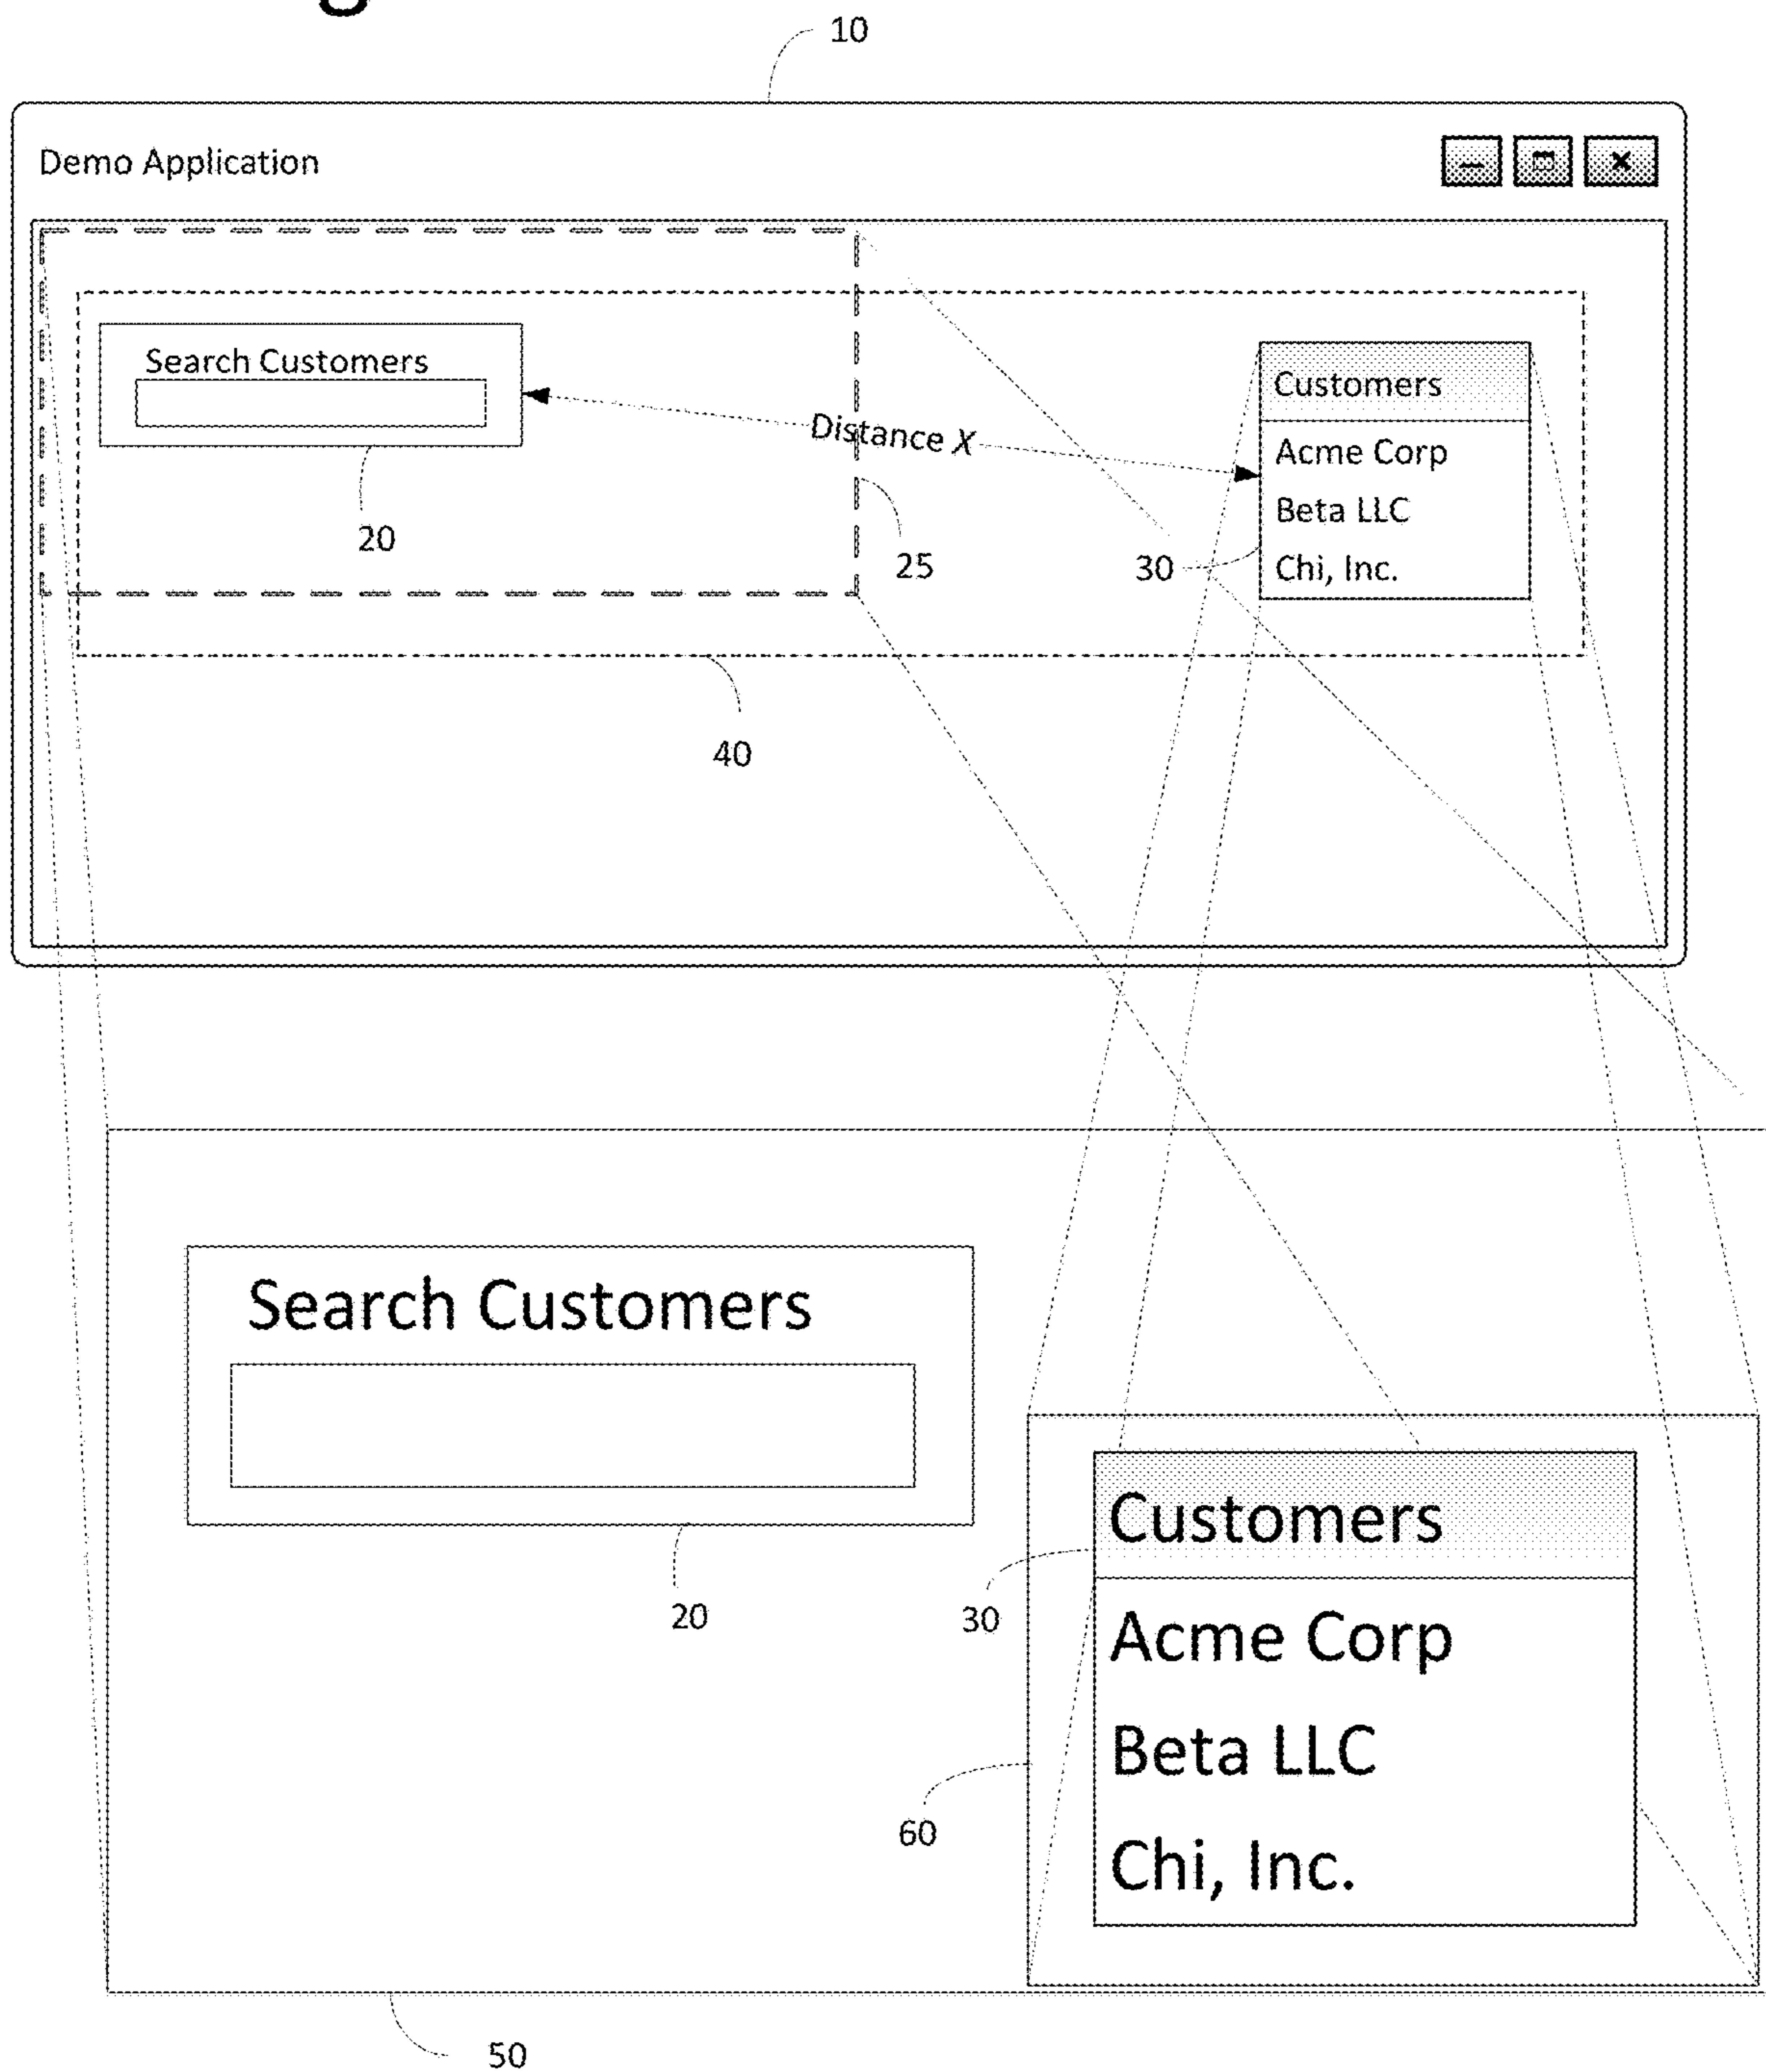 10
Demo Application
Search Customers
Customers
Distance X
Acme Corp
Beta LLC
20
25
30
Chi, Inc.
40
Search Customers
Customers
20
30
Acme Corp
Beta LLC
60
Chi, Inc.
50